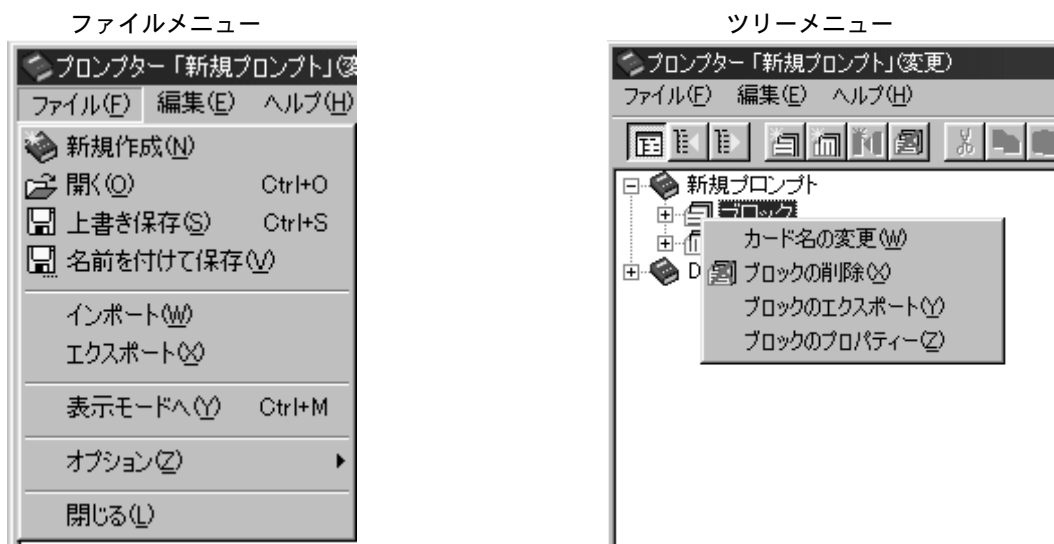 ファイルメニュー
プロンプター「新規プロンプト」(変
ファイル(F) 編集(E) ヘルプ(H)
新規作成(N)
開く(O) Ctrl+O
上書き保存(S) Ctrl+S
名前を付けて保存(V)
インポート(W)
エクスポート(X)
表示モードへ(Y) Ctrl+M
オプション(Z)
閉じる(L)
ツリーメニュー
プロンプター「新規プロンプト」(変更)
ファイル(F) 編集(E) ヘルプ(H)
新規プロンプト
ブロック
カード名の変更(W)
D ブロックの削除(X)
ブロックのエクスポート(Y)
ブロックのプロパティー(Z)